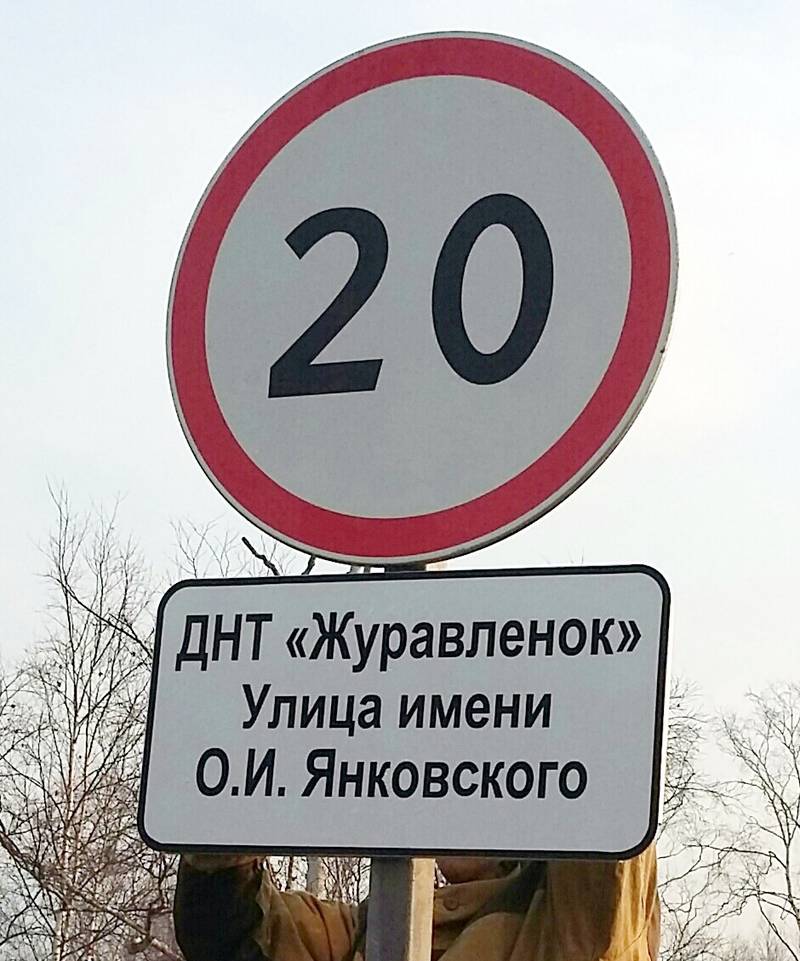 20
ДНТ «Журавленок»
Улица имени
О.И. Янковского